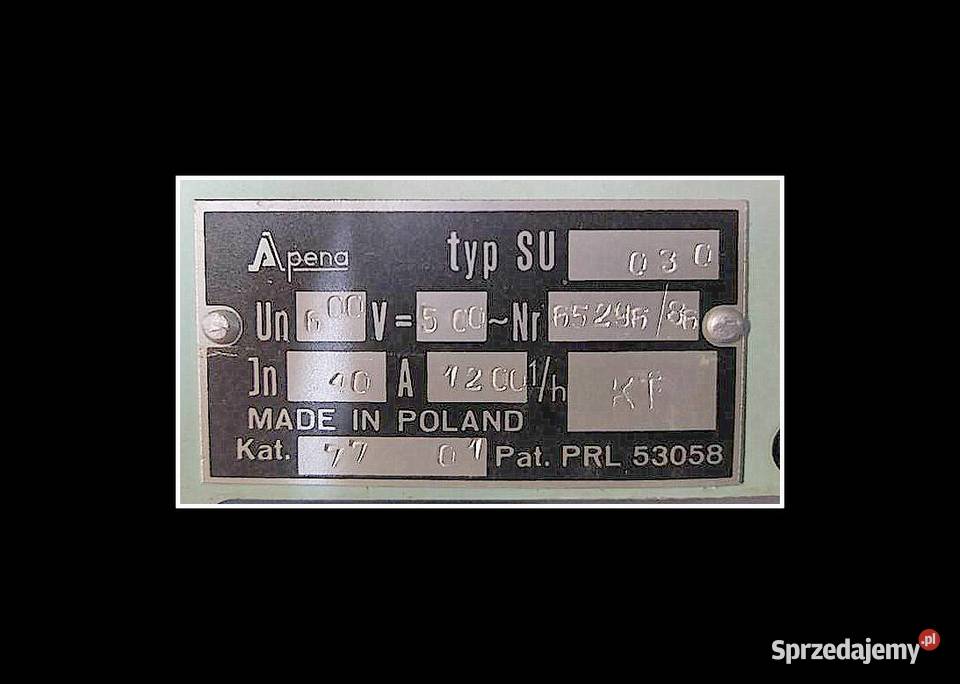 Apena typ SU 030
Un 600 V = 500 ~ Nr 65296/86
In 40 A 1200 1/h KT
MADE IN POLAND
Kat. 77 01 Pat. PRL 53058
Sprzedajemy.pl